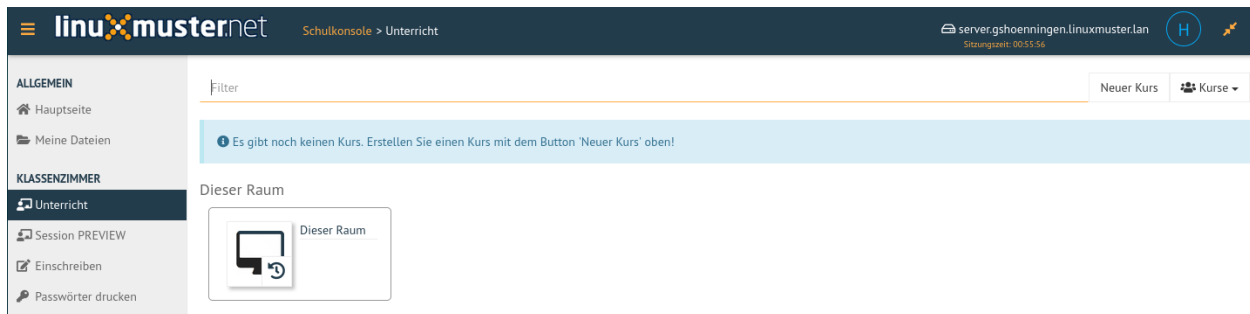 linuxmuster.net
Schulkonsole > Unterricht
server.gshoenningen.linuxmuster.lan
Sitzungszeit: 00:55:56
H
ALLGEMEIN
Hauptseite
Meine Dateien
KLASSENZIMMER
Unterricht
Session PREVIEW
Einschreiben
Passwörter drucken
Filter
Neuer Kurs
Kurse
Es gibt noch keinen Kurs. Erstellen Sie einen Kurs mit dem Button 'Neuer Kurs' oben!
Dieser Raum
Dieser Raum